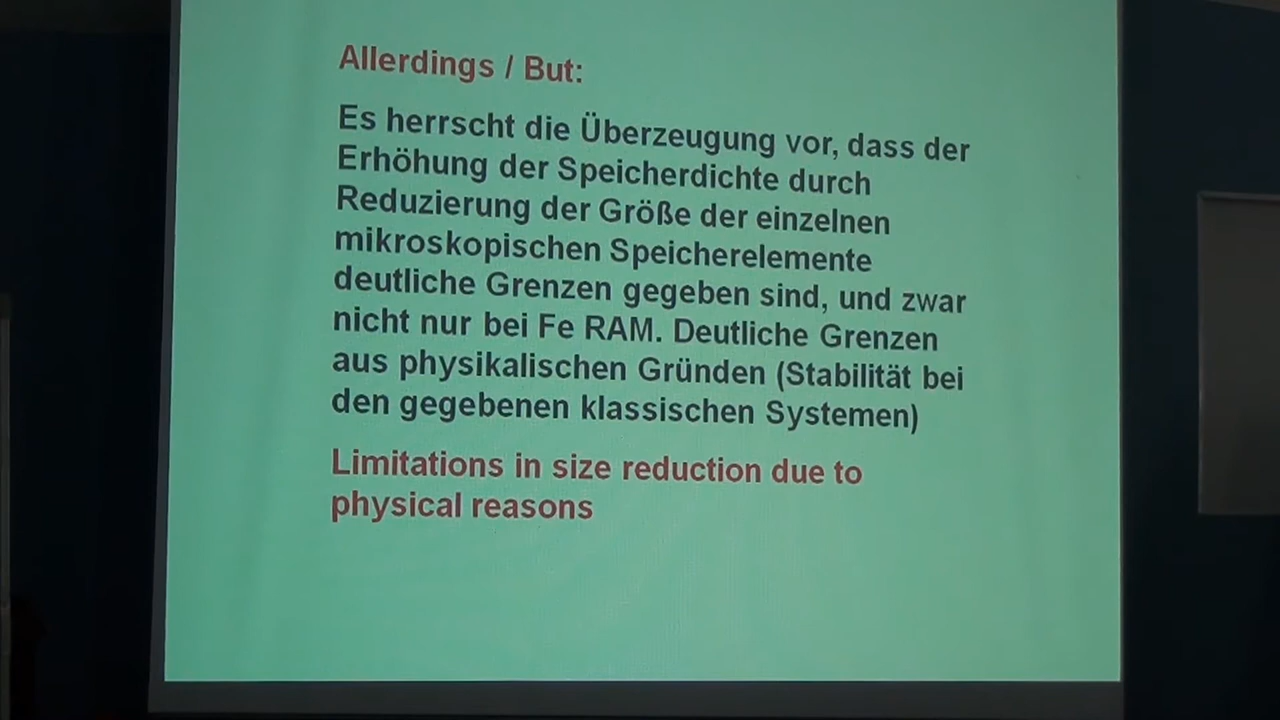 Allerdings / But:
Es herrscht die Überzeugung vor, dass der
Erhöhung der Speicherdichte durch
Reduzierung der Größe der einzelnen
mikroskopischen Speicherelemente
deutliche Grenzen gegeben sind, und zwar
nicht nur bei Fe RAM. Deutliche Grenzen
aus physikalischen Gründen (Stabilität bei
den gegebenen klassischen Systemen)
Limitations in size reduction due to
physical reasons